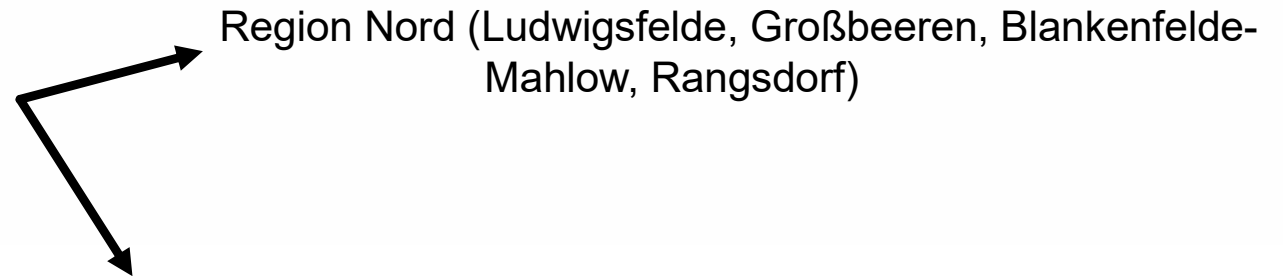 Region Nord (Ludwigsfelde, Großbeeren, Blankenfelde-
Mahlow, Rangsdorf)